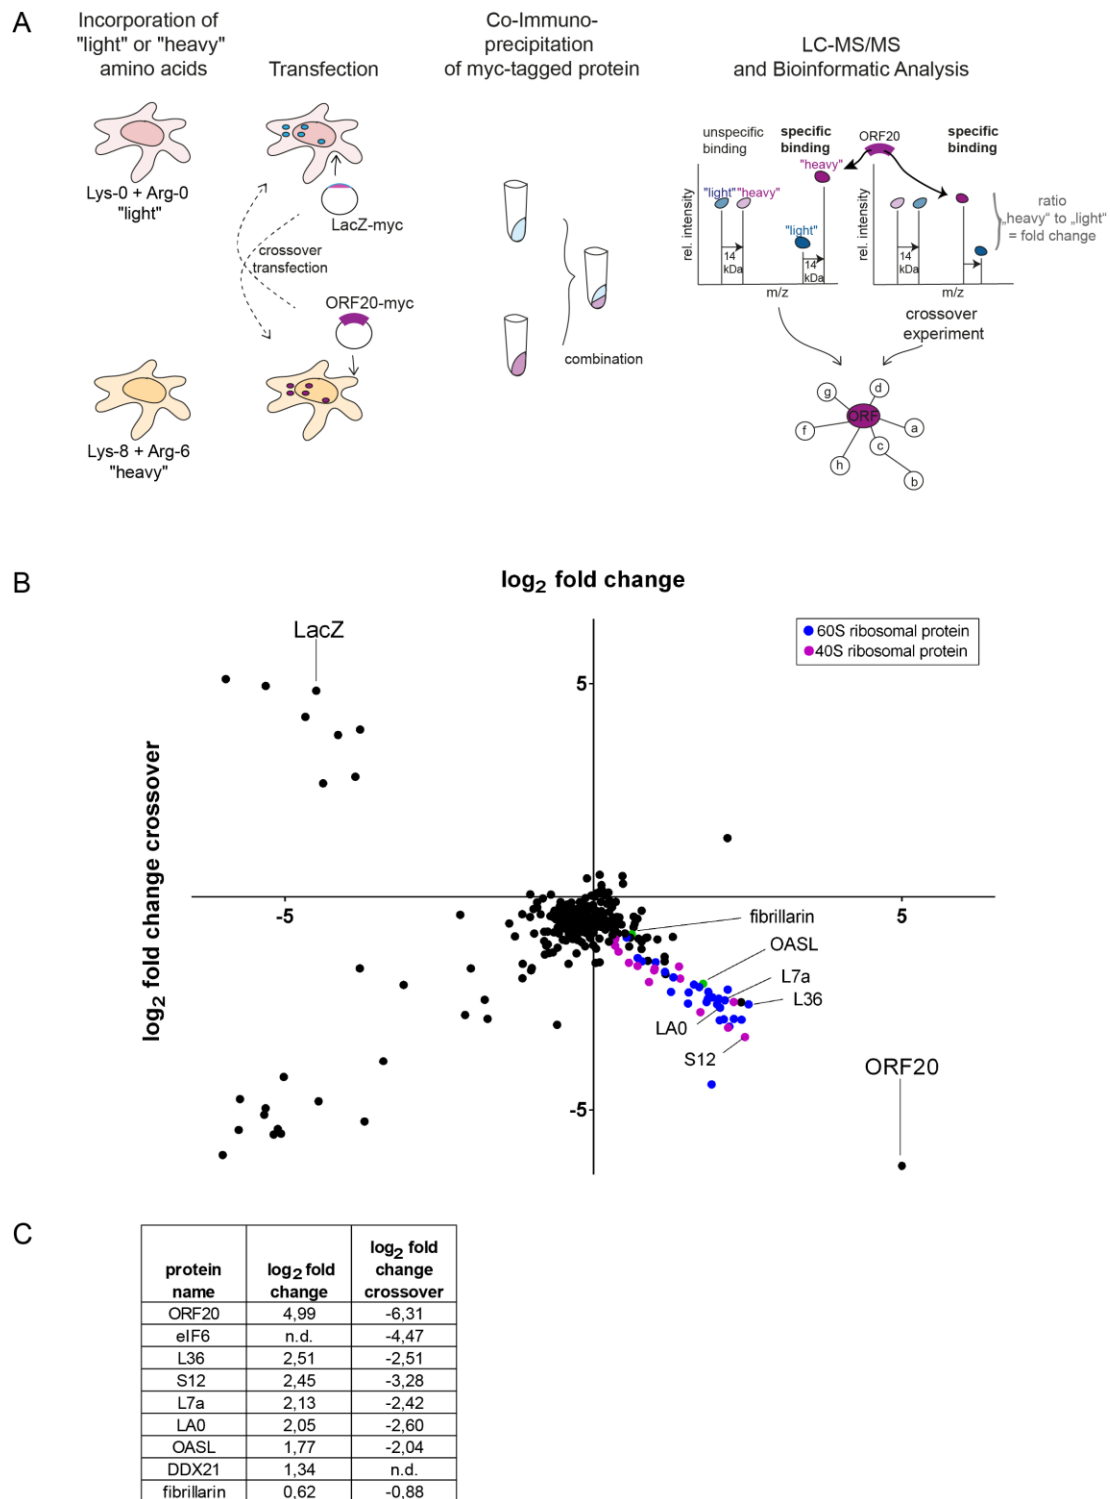 A
Incorporation of
"light" or "heavy"
amino acids
Transfection
Co-Immuno-
precipitation
of myc-tagged protein
LC-MS/MS
and Bioinformatic Analysis
Lys-0 + Arg-0
"light"
LacZ-myc
crossover
transfection
ORF20-myc
Lys-8 + Arg-6
"heavy"
combination
unspecific
binding
specific
binding
ORF20
specific
binding
"heavy"
"light" "heavy"
"light"
rel. intensity
14
kDa
14
kDa
m/z
rel. intensity
14
kDa
m/z
ratio
„heavy“ to „light“
= fold change
crossover
experiment
g
d
ORF
a
f
c
h
b
B
log2 fold change
LacZ
60S ribosomal protein
40S ribosomal protein
5
log2 fold change crossover
-5
5
fibrillarin
OASL
L7a
L36
LA0
S12
ORF20
-5
C
protein name log2 fold change log2 fold change crossover
ORF20 4,99 -6,31
eIF6 n.d. -4,47
L36 2,51 -2,51
S12 2,45 -3,28
L7a 2,13 -2,42
LA0 2,05 -2,60
OASL 1,77 -2,04
DDX21 1,34 n.d.
fibrillarin 0,62 -0,88